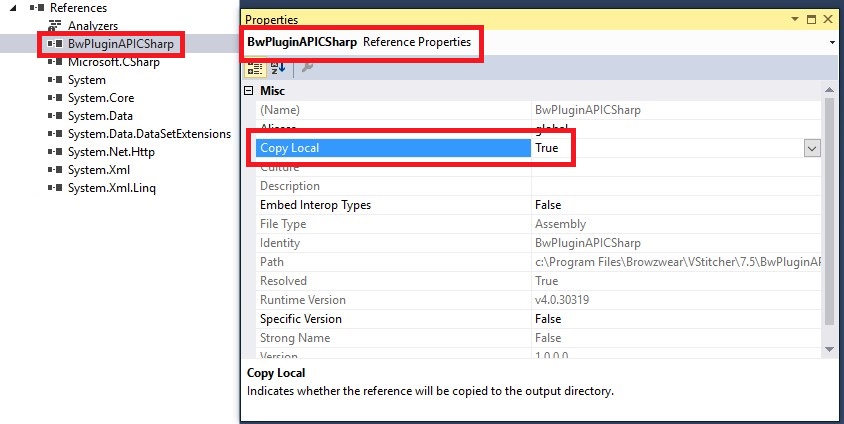 References
Analyzers
BwPluginAPICSharp
Microsoft.CSharp
System
System.Core
System.Data
System.Data.DataSetExtensions
System.Net.Http
System.Xml
System.Xml.Linq
Properties
BwPluginAPICSharp Reference Properties
Misc
(Name) BwPluginAPICSharp
Aliases global
Copy Local True
Culture
Description
Embed Interop Types False
File Type Assembly
Identity BwPluginAPICSharp
Path c:\Program Files\Browzwear\VStitcher\7.5\BwPluginAP
Resolved True
Runtime Version v4.0.30319
Specific Version False
Strong Name False
Version 1.0.0.0
Copy Local
Indicates whether the reference will be copied to the output directory.